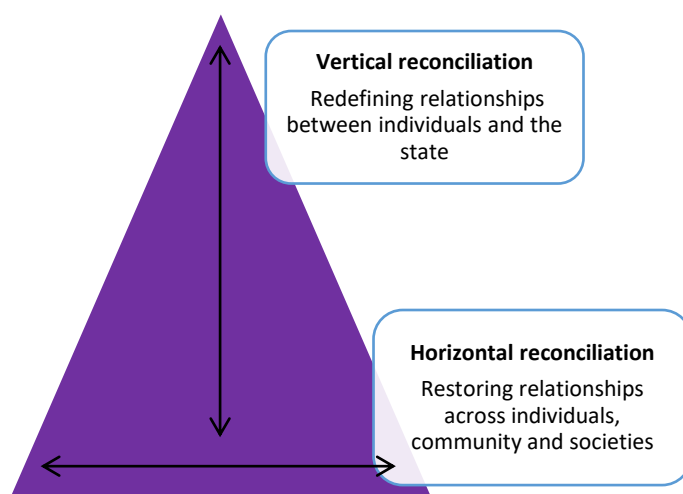 Vertical reconciliation
Redefining relationships
between individuals and the
state
Horizontal reconciliation
Restoring relationships
across individuals,
community and societies